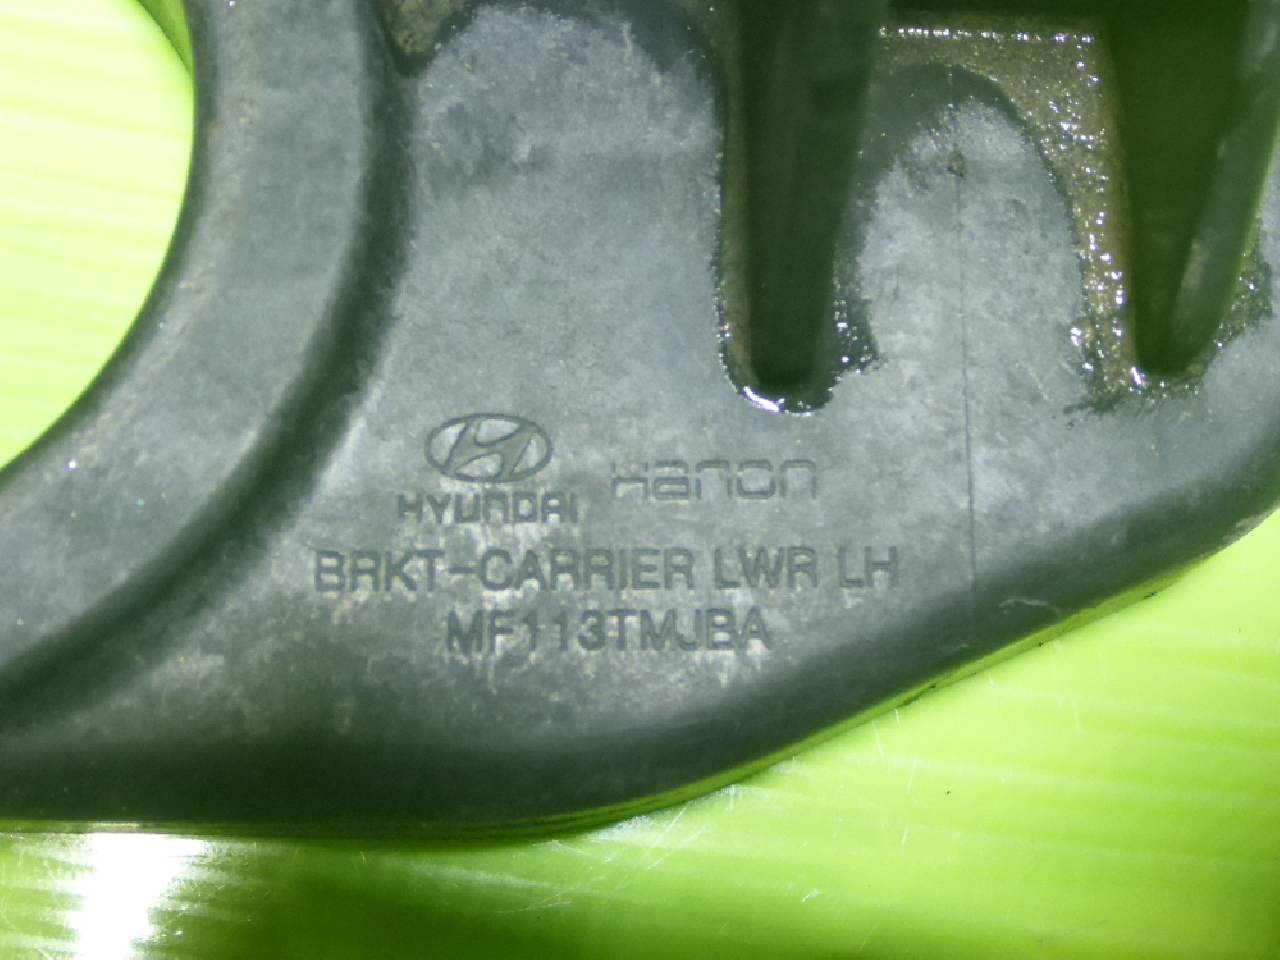 HYUNDAI Hanon
BRKT-CARRIER LWR LH
MF113TMJBA